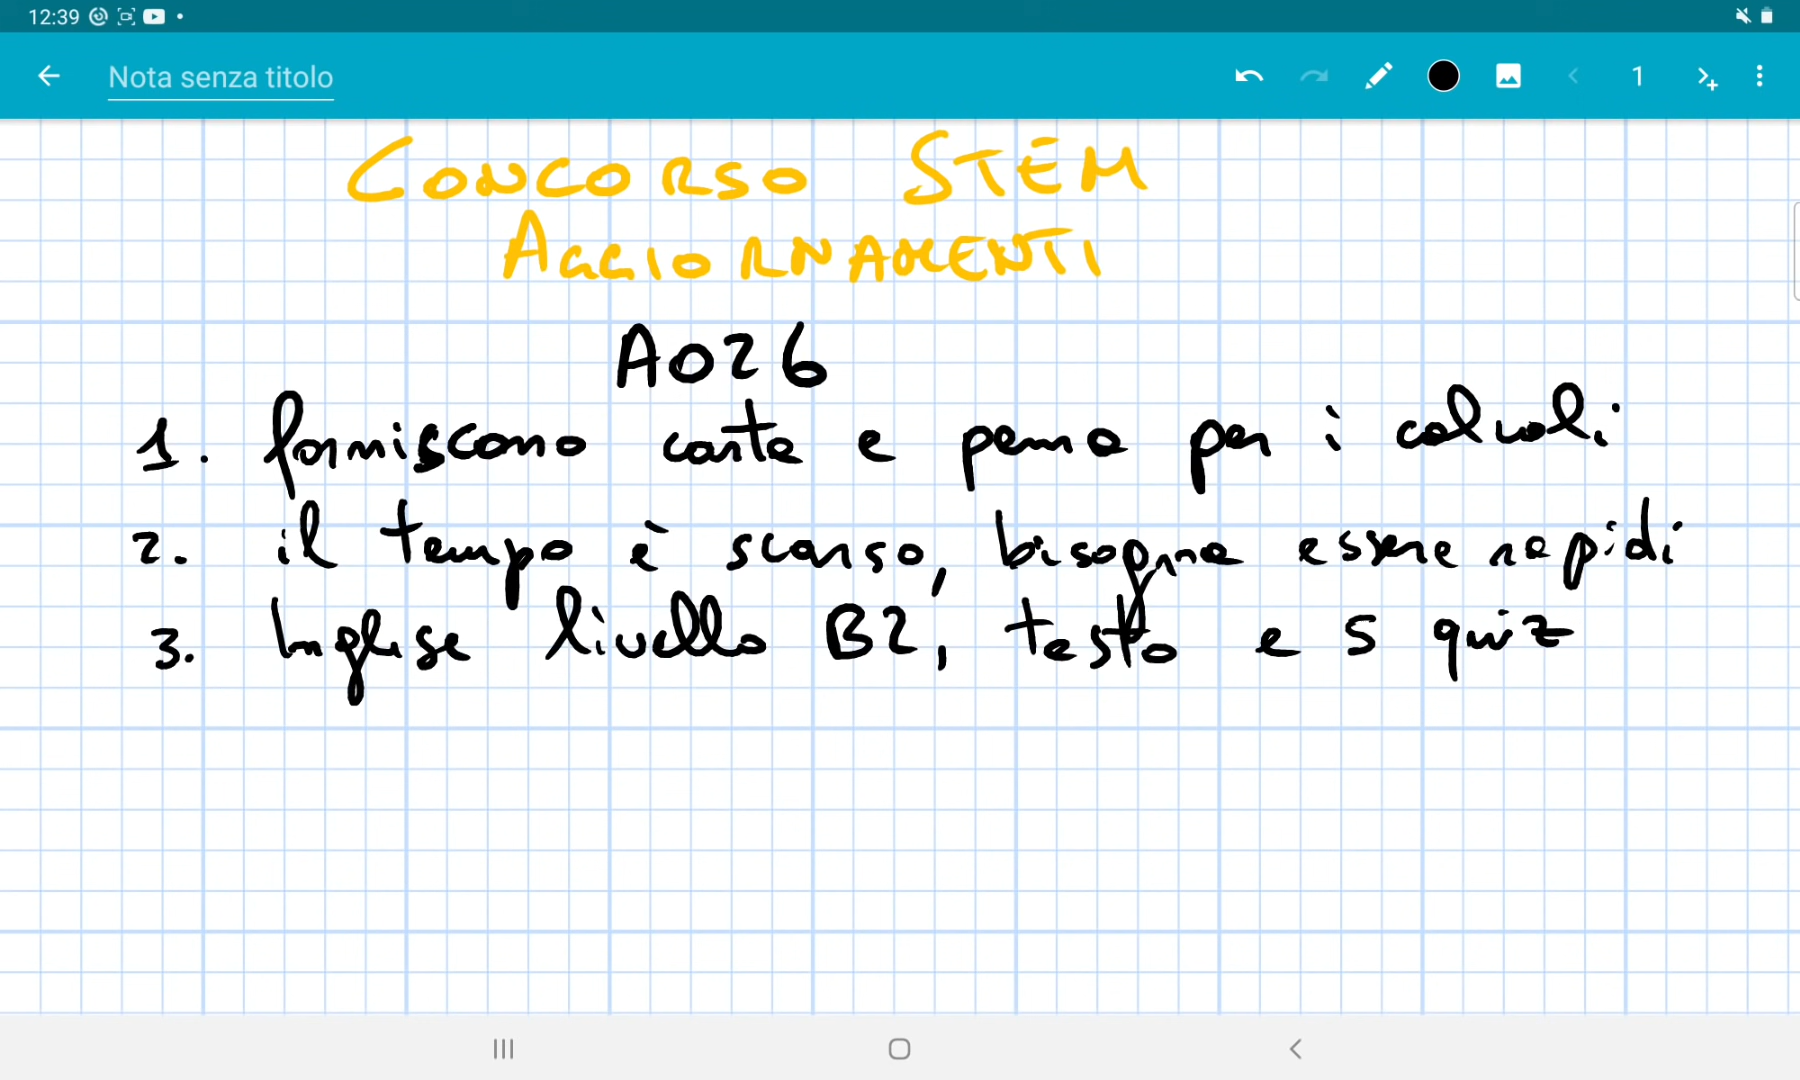 12:39
Nota senza titolo
1
CONCORSO STEM
AGGIORNAMENTI
A026
1. forniscono carta e penna per i calcoli
2. il tempo è scarso, bisogna essere rapidi
3. Inglese livello B2, testo e 5 quiz